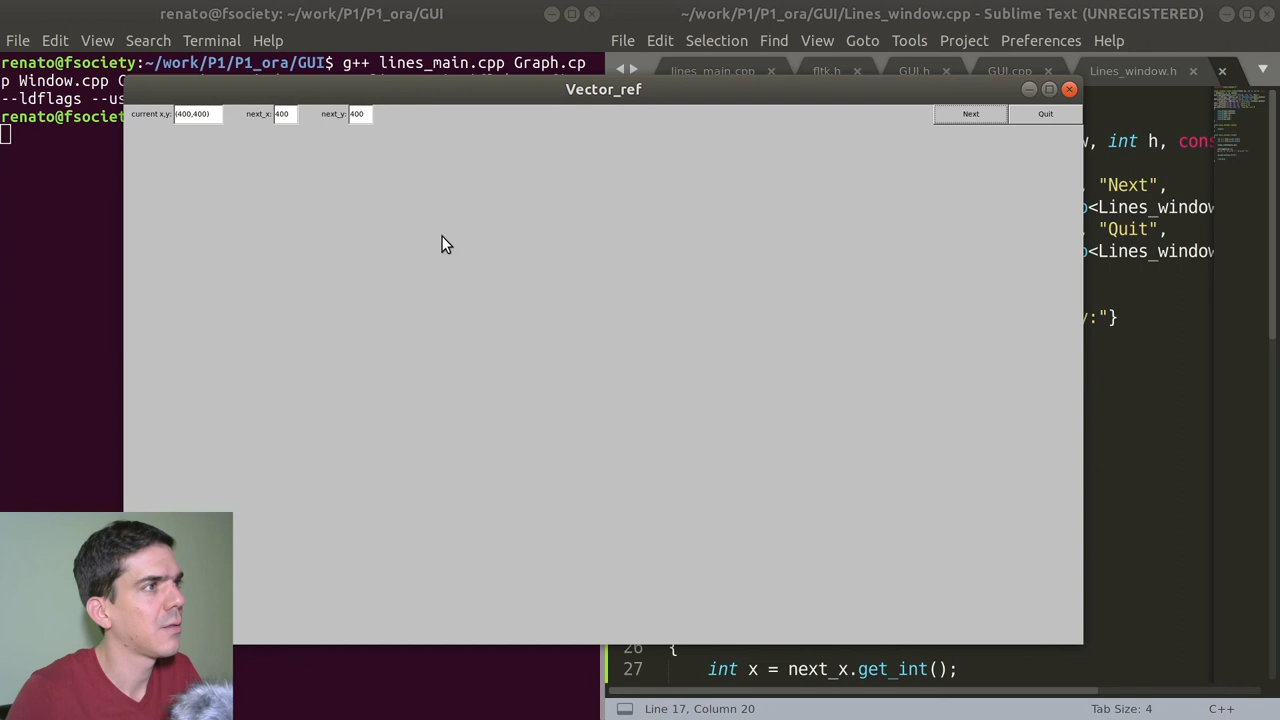 renato@fsociety: ~/work/P1/P1_ora/GUI
File Edit View Search Terminal Help
renato@fsociety:~/work/P1/P1_ora/GUI$ g++ lines_main.cpp Graph.cp
p Window.cpp G
--ldflags --us
renato@fsociet
~/work/P1/P1_ora/GUI/Lines_window.cpp - Sublime Text (UNREGISTERED)
File Edit Selection Find View Goto Tools Project Preferences Help
lines_main.cpp fltk.h GUI.h GUI.cpp Lines_window.h
Vector_ref
current x,y: (400,400) next_x: 400 next_y: 400 Next Quit
w, int h, cons
, "Next",
<Lines_window
, "Quit",
<Lines_window
y:"}
26 {
27 int x = next_x.get_int();
Line 17, Column 20 Tab Size: 4 C++